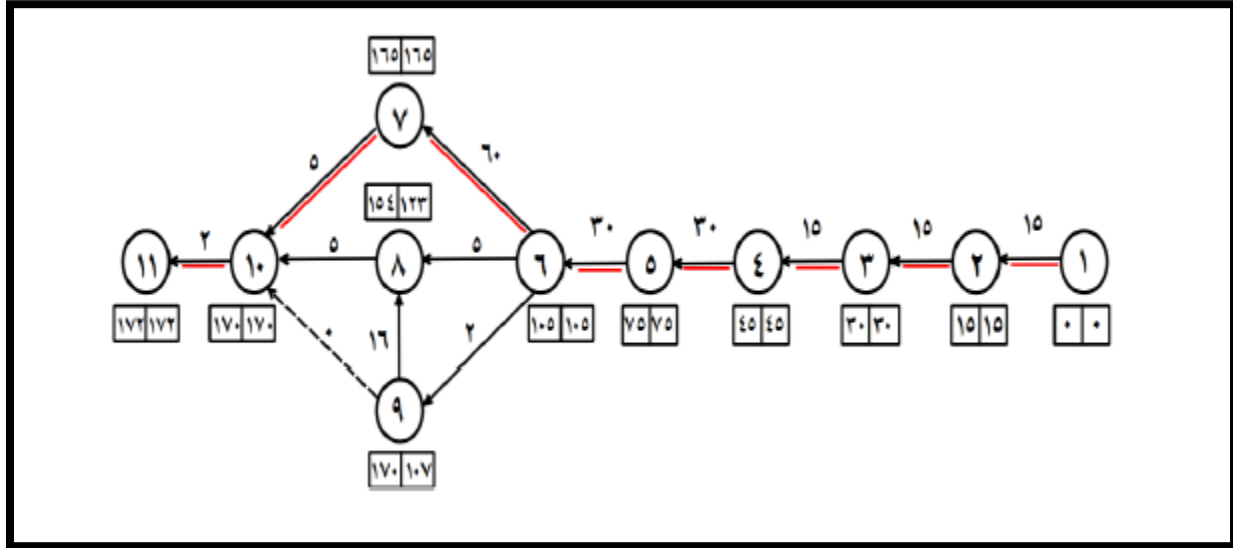 ١٦٥ ١٦٥
٧
٦٠ ٥
١٢٣ ١٥٤
١٥ ١٥ ١٥ ٣٠ ٣٠ ٥ ٥ ٢
١ ٢ ٣ ٤ ٥ ٦ ٨ ١٠ ١١
٠ ٠ ١٥ ١٥ ٣٠ ٣٠ ٤٥ ٤٥ ٧٥ ٧٥ ١٠٥ ١٠٥ ١٧٠ ١٧٠ ١٧٢ ١٧٢
٢ ١٦ ٠
٩
١٠٧ ١٧٠